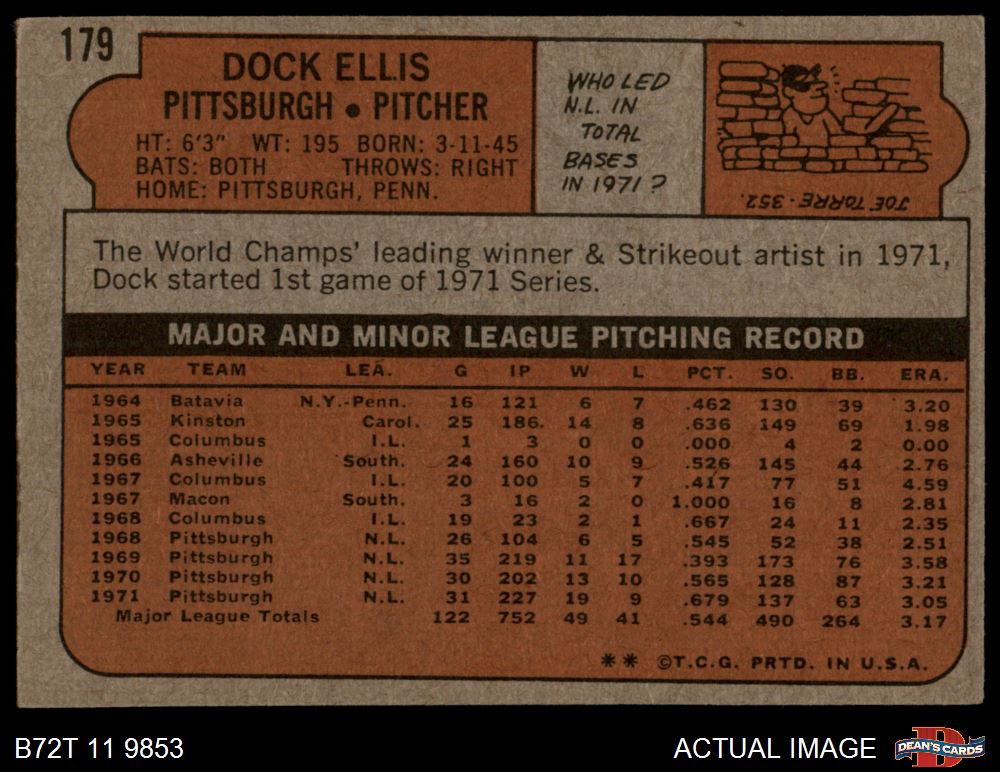 179
DOCK ELLIS
PITTSBURGH • PITCHER
HT: 6'3" WT: 195 BORN: 3-11-45
BATS: BOTH THROWS: RIGHT
HOME: PITTSBURGH, PENN.
WHO LED
N.L. IN
TOTAL
BASES
IN 1971?
JOE TORRE - 352.
The World Champs' leading winner & Strikeout artist in 1971,
Dock started 1st game of 1971 Series.
MAJOR AND MINOR LEAGUE PITCHING RECORD
YEAR TEAM LEA. G IP W L PCT. SO. BB. ERA.
1964 Batavia N.Y.-Penn. 16 121 6 7 .462 130 39 3.20
1965 Kinston Carol. 25 186. 14 8 .636 149 69 1.98
1965 Columbus I.L. 1 3 0 0 .000 4 2 0.00
1966 Asheville South. 24 160 10 9 .526 145 44 2.76
1967 Columbus I.L. 20 100 5 7 .417 77 51 4.59
1967 Macon South. 3 16 2 0 1.000 16 8 2.81
1968 Columbus I.L. 19 23 2 1 .667 24 11 2.35
1968 Pittsburgh N.L. 26 104 6 5 .545 52 38 2.51
1969 Pittsburgh N.L. 35 219 11 17 .393 173 76 3.58
1970 Pittsburgh N.L. 30 202 13 10 .565 128 87 3.21
1971 Pittsburgh N.L. 31 227 19 9 .679 137 63 3.05
Major League Totals 122 752 49 41 .544 490 264 3.17
** ©T.C.G. PRTD. IN U.S.A.
B72T 11 9853
ACTUAL IMAGE
D
DEAN'S CARDS